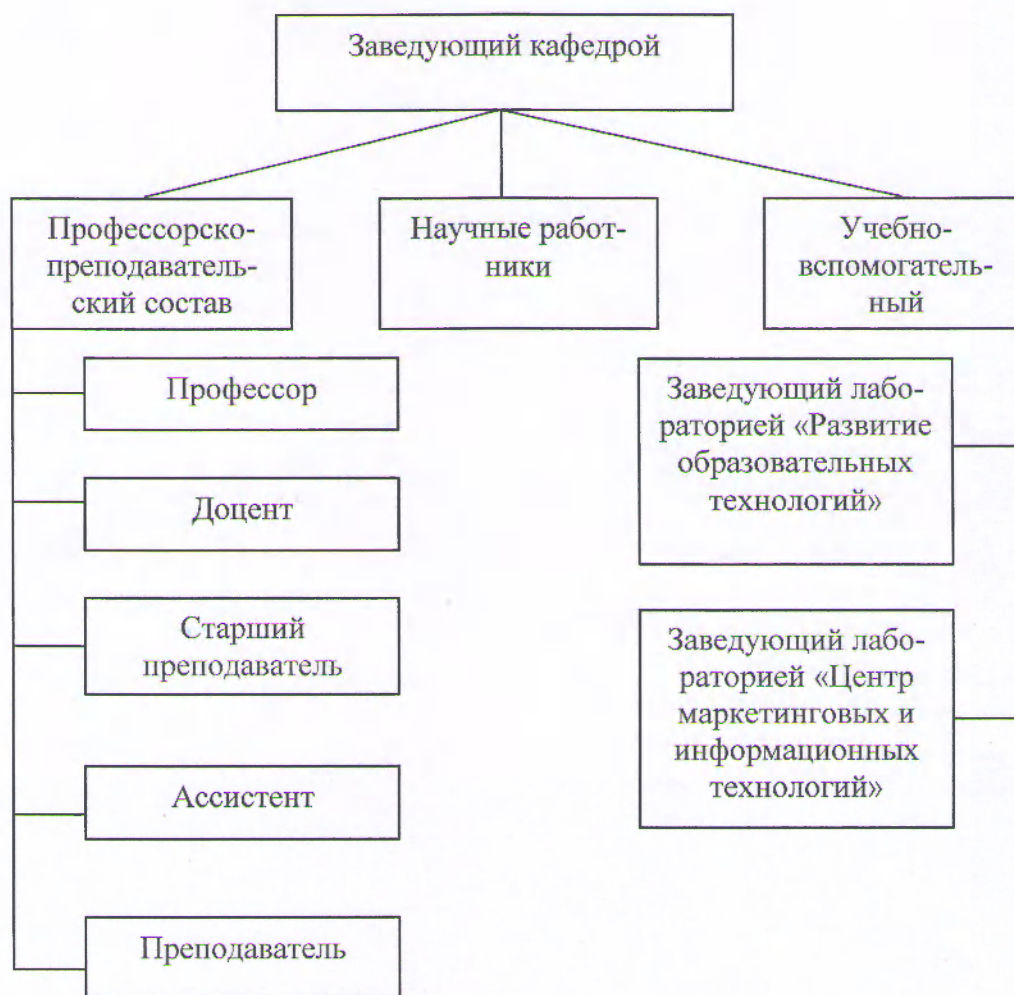 Заведующий кафедрой
Профессорско-
преподаватель-
ский состав
Научные работ-
ники
Учебно-
вспомогатель-
ный
Профессор
Доцент
Старший
преподаватель
Ассистент
Преподаватель
Заведующий лабо-
раторией «Развитие
образовательных
технологий»
Заведующий лабо-
раторией «Центр
маркетинговых и
информационных
технологий»